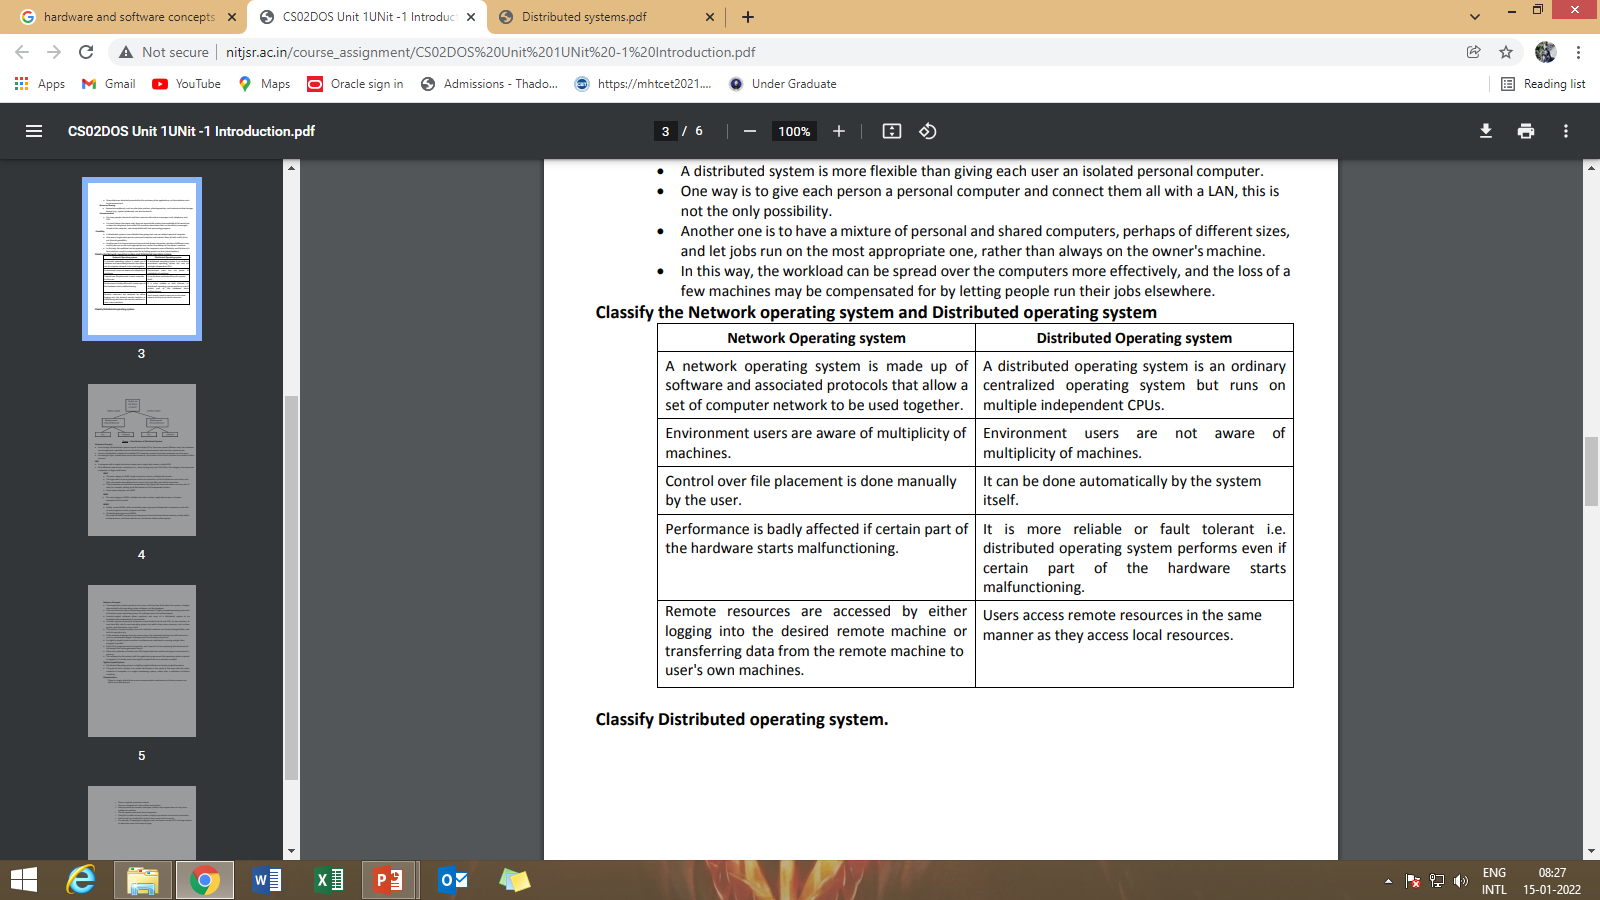 hardware and software concepts
CS02DOS Unit 1UNit -1 Introduc
Distributed systems.pdf
Not secure
nitjsr.ac.in/course_assignment/CS02DOS%20Unit%201UNit%20-1%20Introduction.pdf
Apps
Gmail
YouTube
Maps
Oracle sign in
Admissions - Thado...
https://mhtcet2021....
Under Graduate
Reading list
CS02DOS Unit 1UNit -1 Introduction.pdf
3 / 6
100%
3
4
5
• A distributed system is more flexible than giving each user an isolated personal computer.
• One way is to give each person a personal computer and connect them all with a LAN, this is
not the only possibility.
• Another one is to have a mixture of personal and shared computers, perhaps of different sizes,
and let jobs run on the most appropriate one, rather than always on the owner's machine.
• In this way, the workload can be spread over the computers more effectively, and the loss of a
few machines may be compensated for by letting people run their jobs elsewhere.
Classify the Network operating system and Distributed operating system
Network Operating system
Distributed Operating system
A network operating system is made up of
software and associated protocols that allow a
set of computer network to be used together.
A distributed operating system is an ordinary
centralized operating system but runs on
multiple independent CPUs.
Environment users are aware of multiplicity of
machines.
Environment users are not aware of
multiplicity of machines.
Control over file placement is done manually
by the user.
It can be done automatically by the system
itself.
Performance is badly affected if certain part of
the hardware starts malfunctioning.
It is more reliable or fault tolerant i.e.
distributed operating system performs even if
certain part of the hardware starts
malfunctioning.
Remote resources are accessed by either
logging into the desired remote machine or
transferring data from the remote machine to
user's own machines.
Users access remote resources in the same
manner as they access local resources.
Classify Distributed operating system.
ENG
INTL
08:27
15-01-2022